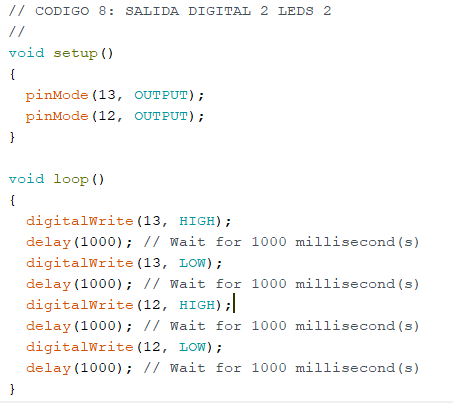 // CODIGO 8: SALIDA DIGITAL 2 LEDS 2
//
void setup()
{
  pinMode(13, OUTPUT);
  pinMode(12, OUTPUT);
}

void loop()
{
  digitalWrite(13, HIGH);
  delay(1000); // Wait for 1000 millisecond(s)
  digitalWrite(13, LOW);
  delay(1000); // Wait for 1000 millisecond(s)
  digitalWrite(12, HIGH);
  delay(1000); // Wait for 1000 millisecond(s)
  digitalWrite(12, LOW);
  delay(1000); // Wait for 1000 millisecond(s)
}